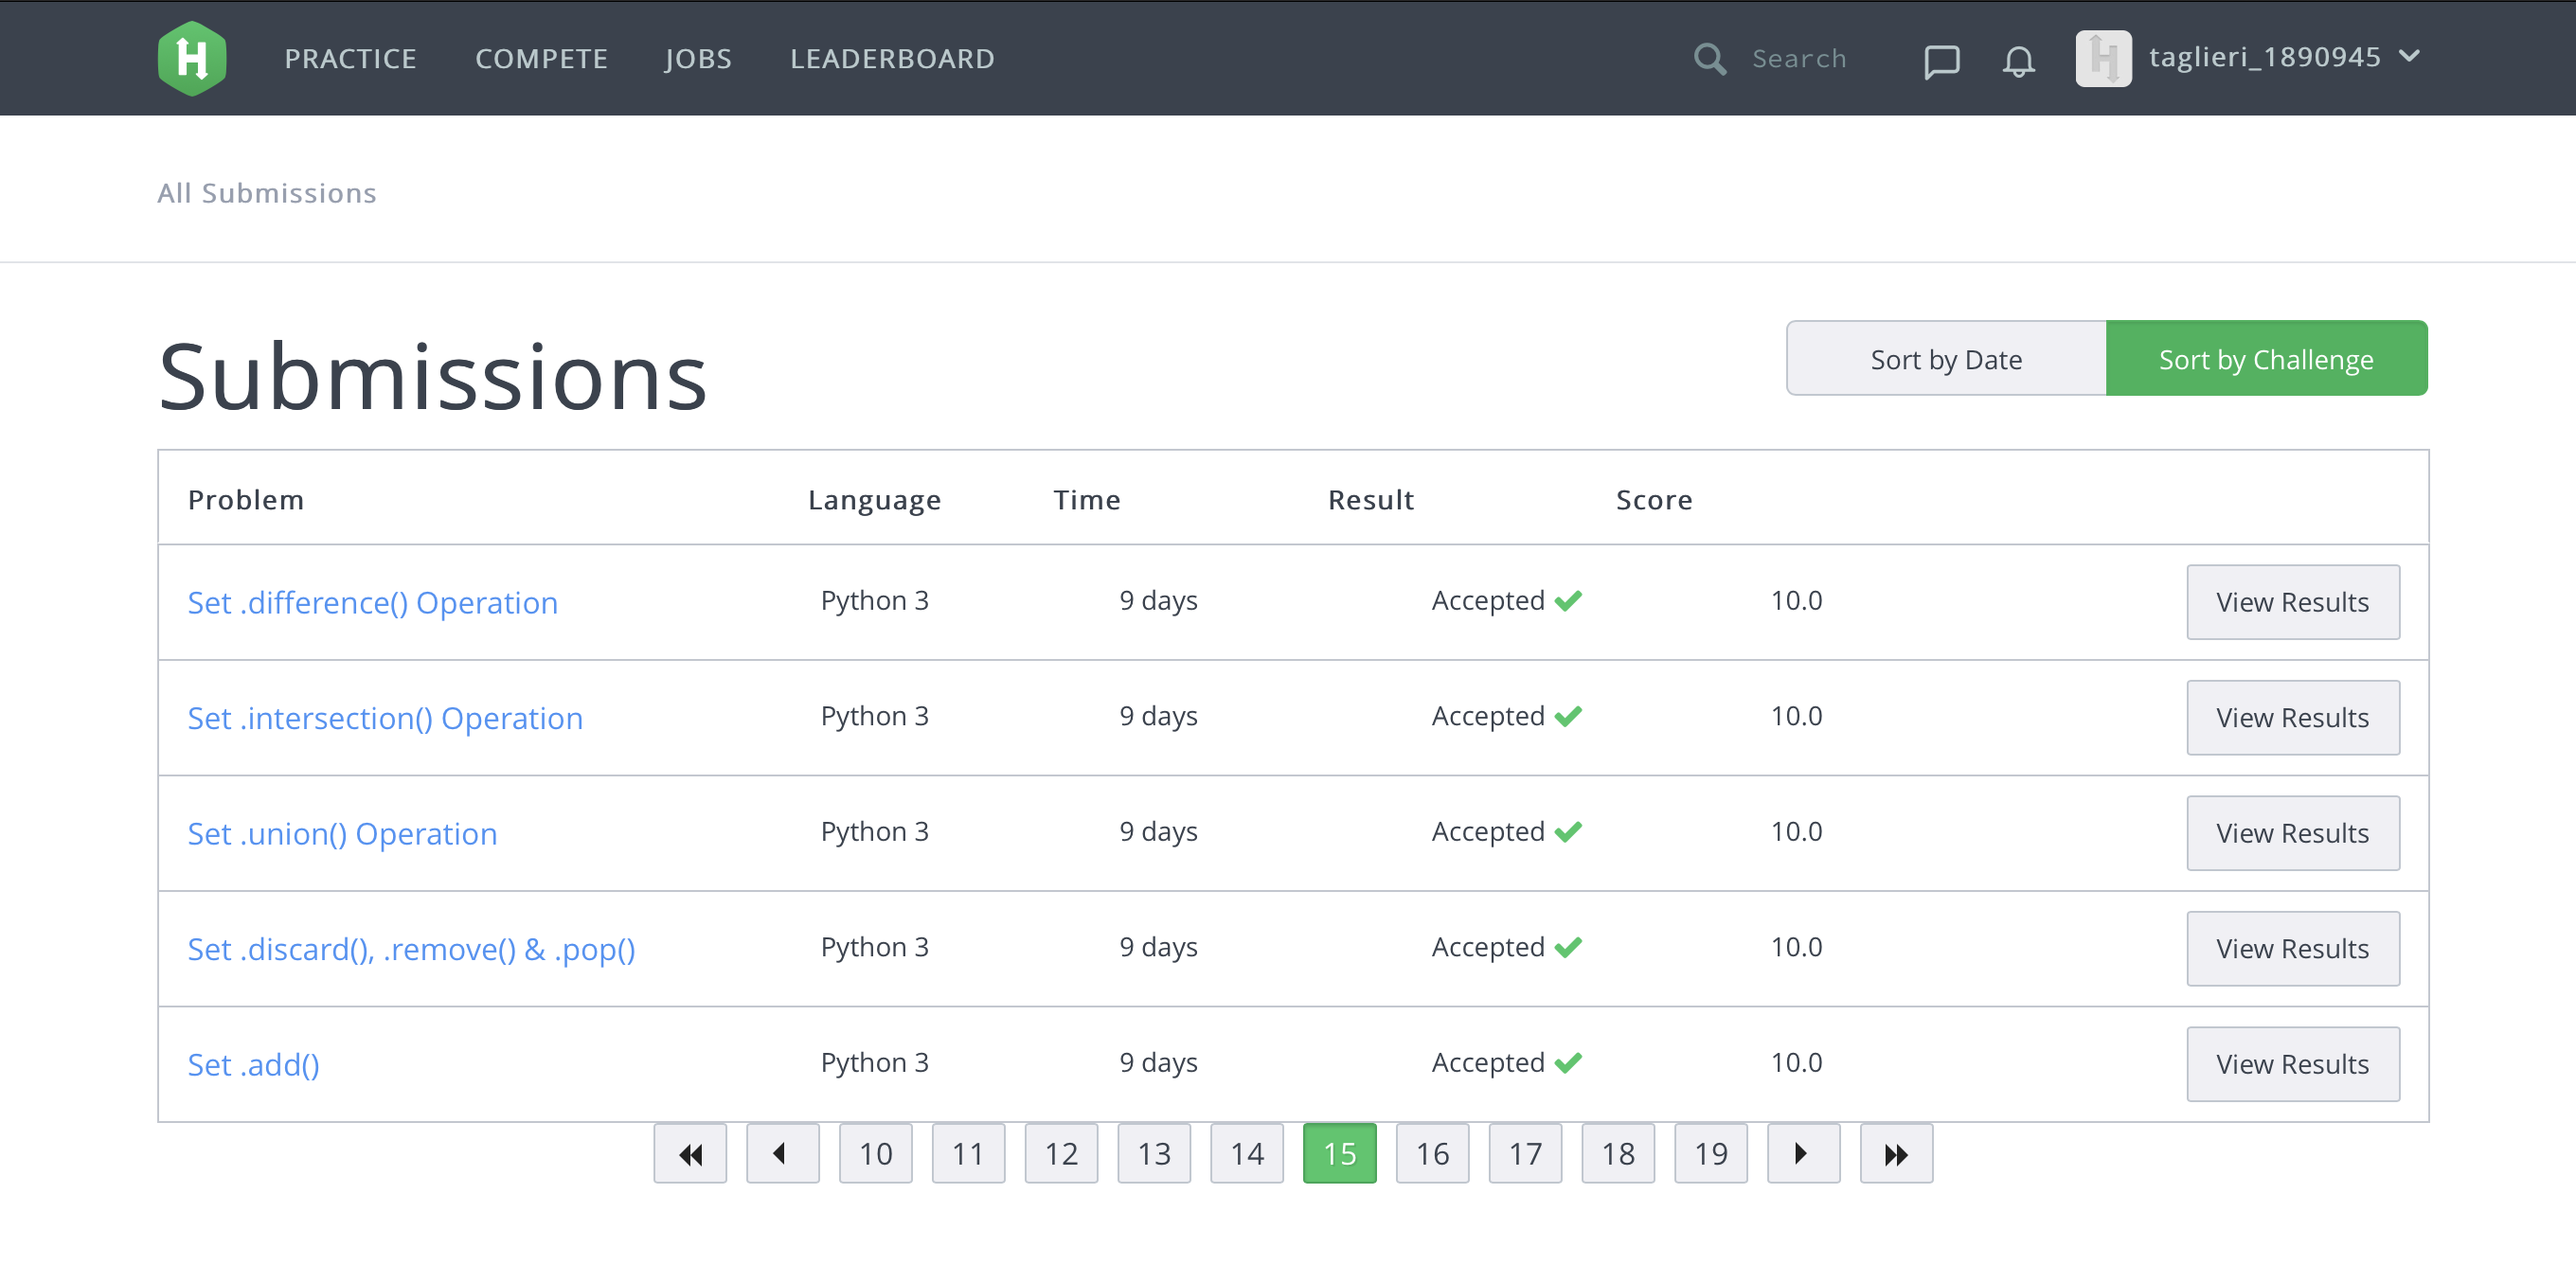 PRACTICE COMPETE JOBS LEADERBOARD Search taglieri_1890945
All Submissions
Submissions
Sort by Date Sort by Challenge
Problem Language Time Result Score
Set .difference() Operation Python 3 9 days Accepted 10.0 View Results
Set .intersection() Operation Python 3 9 days Accepted 10.0 View Results
Set .union() Operation Python 3 9 days Accepted 10.0 View Results
Set .discard(), .remove() & .pop() Python 3 9 days Accepted 10.0 View Results
Set .add() Python 3 9 days Accepted 10.0 View Results
10 11 12 13 14 15 16 17 18 19